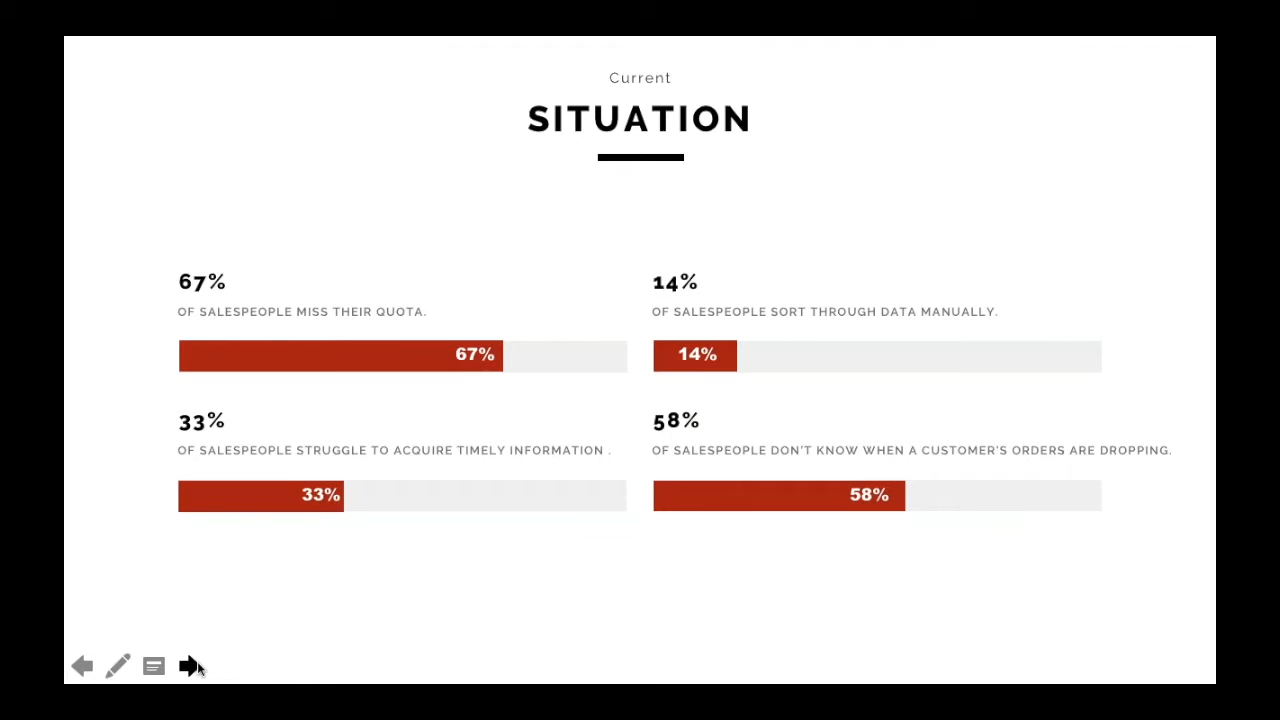 Current
SITUATION
67%
OF SALESPEOPLE MISS THEIR QUOTA.
67%
14%
OF SALESPEOPLE SORT THROUGH DATA MANUALLY.
14%
33%
OF SALESPEOPLE STRUGGLE TO ACQUIRE TIMELY INFORMATION .
33%
58%
OF SALESPEOPLE DON'T KNOW WHEN A CUSTOMER'S ORDERS ARE DROPPING.
58%